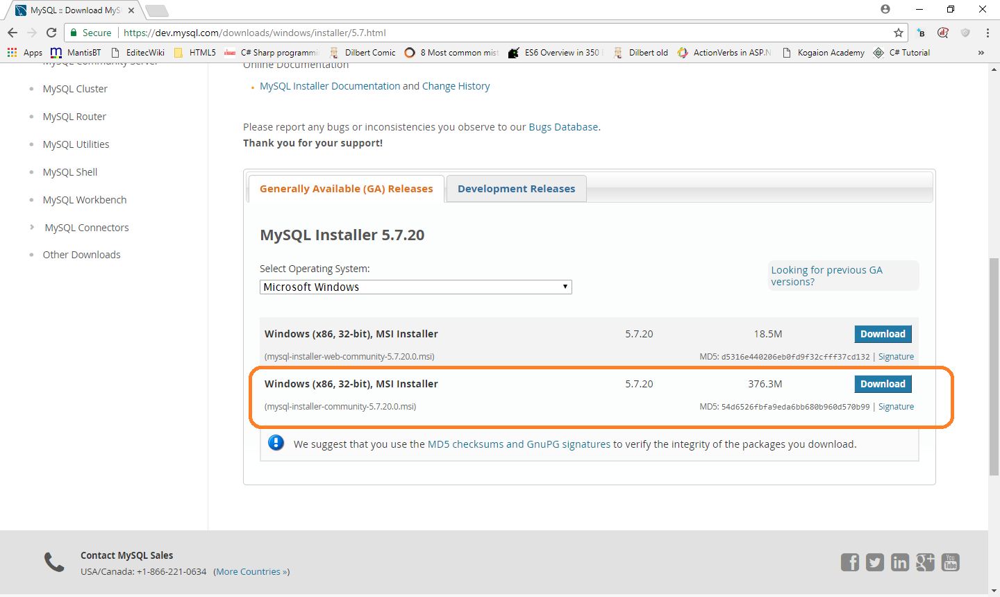 MySQL :: Download MyS
Secure | https://dev.mysql.com/downloads/windows/installer/5.7.html
Apps MantisBT EditecWiki HTML5 C# Sharp programmi Dilbert Comic 8 Most common mist ES6 Overview in 350 Dilbert old ActionVerbs in ASP.N Kogaion Academy C# Tutorial »
MySQL Community Server
MySQL Cluster
MySQL Router
MySQL Utilities
MySQL Shell
MySQL Workbench
MySQL Connectors
Other Downloads
Online Documentation
MySQL Installer Documentation and Change History
Please report any bugs or inconsistencies you observe to our Bugs Database.
Thank you for your support!
Generally Available (GA) Releases
Development Releases
MySQL Installer 5.7.20
Select Operating System:
Microsoft Windows
Looking for previous GA
versions?
Windows (x86, 32-bit), MSI Installer 5.7.20 18.5M Download
(mysql-installer-web-community-5.7.20.0.msi) MD5: d5316e440206eb0fd9f32cfff37cd132 | Signature
Windows (x86, 32-bit), MSI Installer 5.7.20 376.3M Download
(mysql-installer-community-5.7.20.0.msi) MD5: 54d6526fbfa9eda6bb680b960d570b99 | Signature
We suggest that you use the MD5 checksums and GnuPG signatures to verify the integrity of the packages you download.
Contact MySQL Sales
USA/Canada: +1-866-221-0634 (More Countries »)